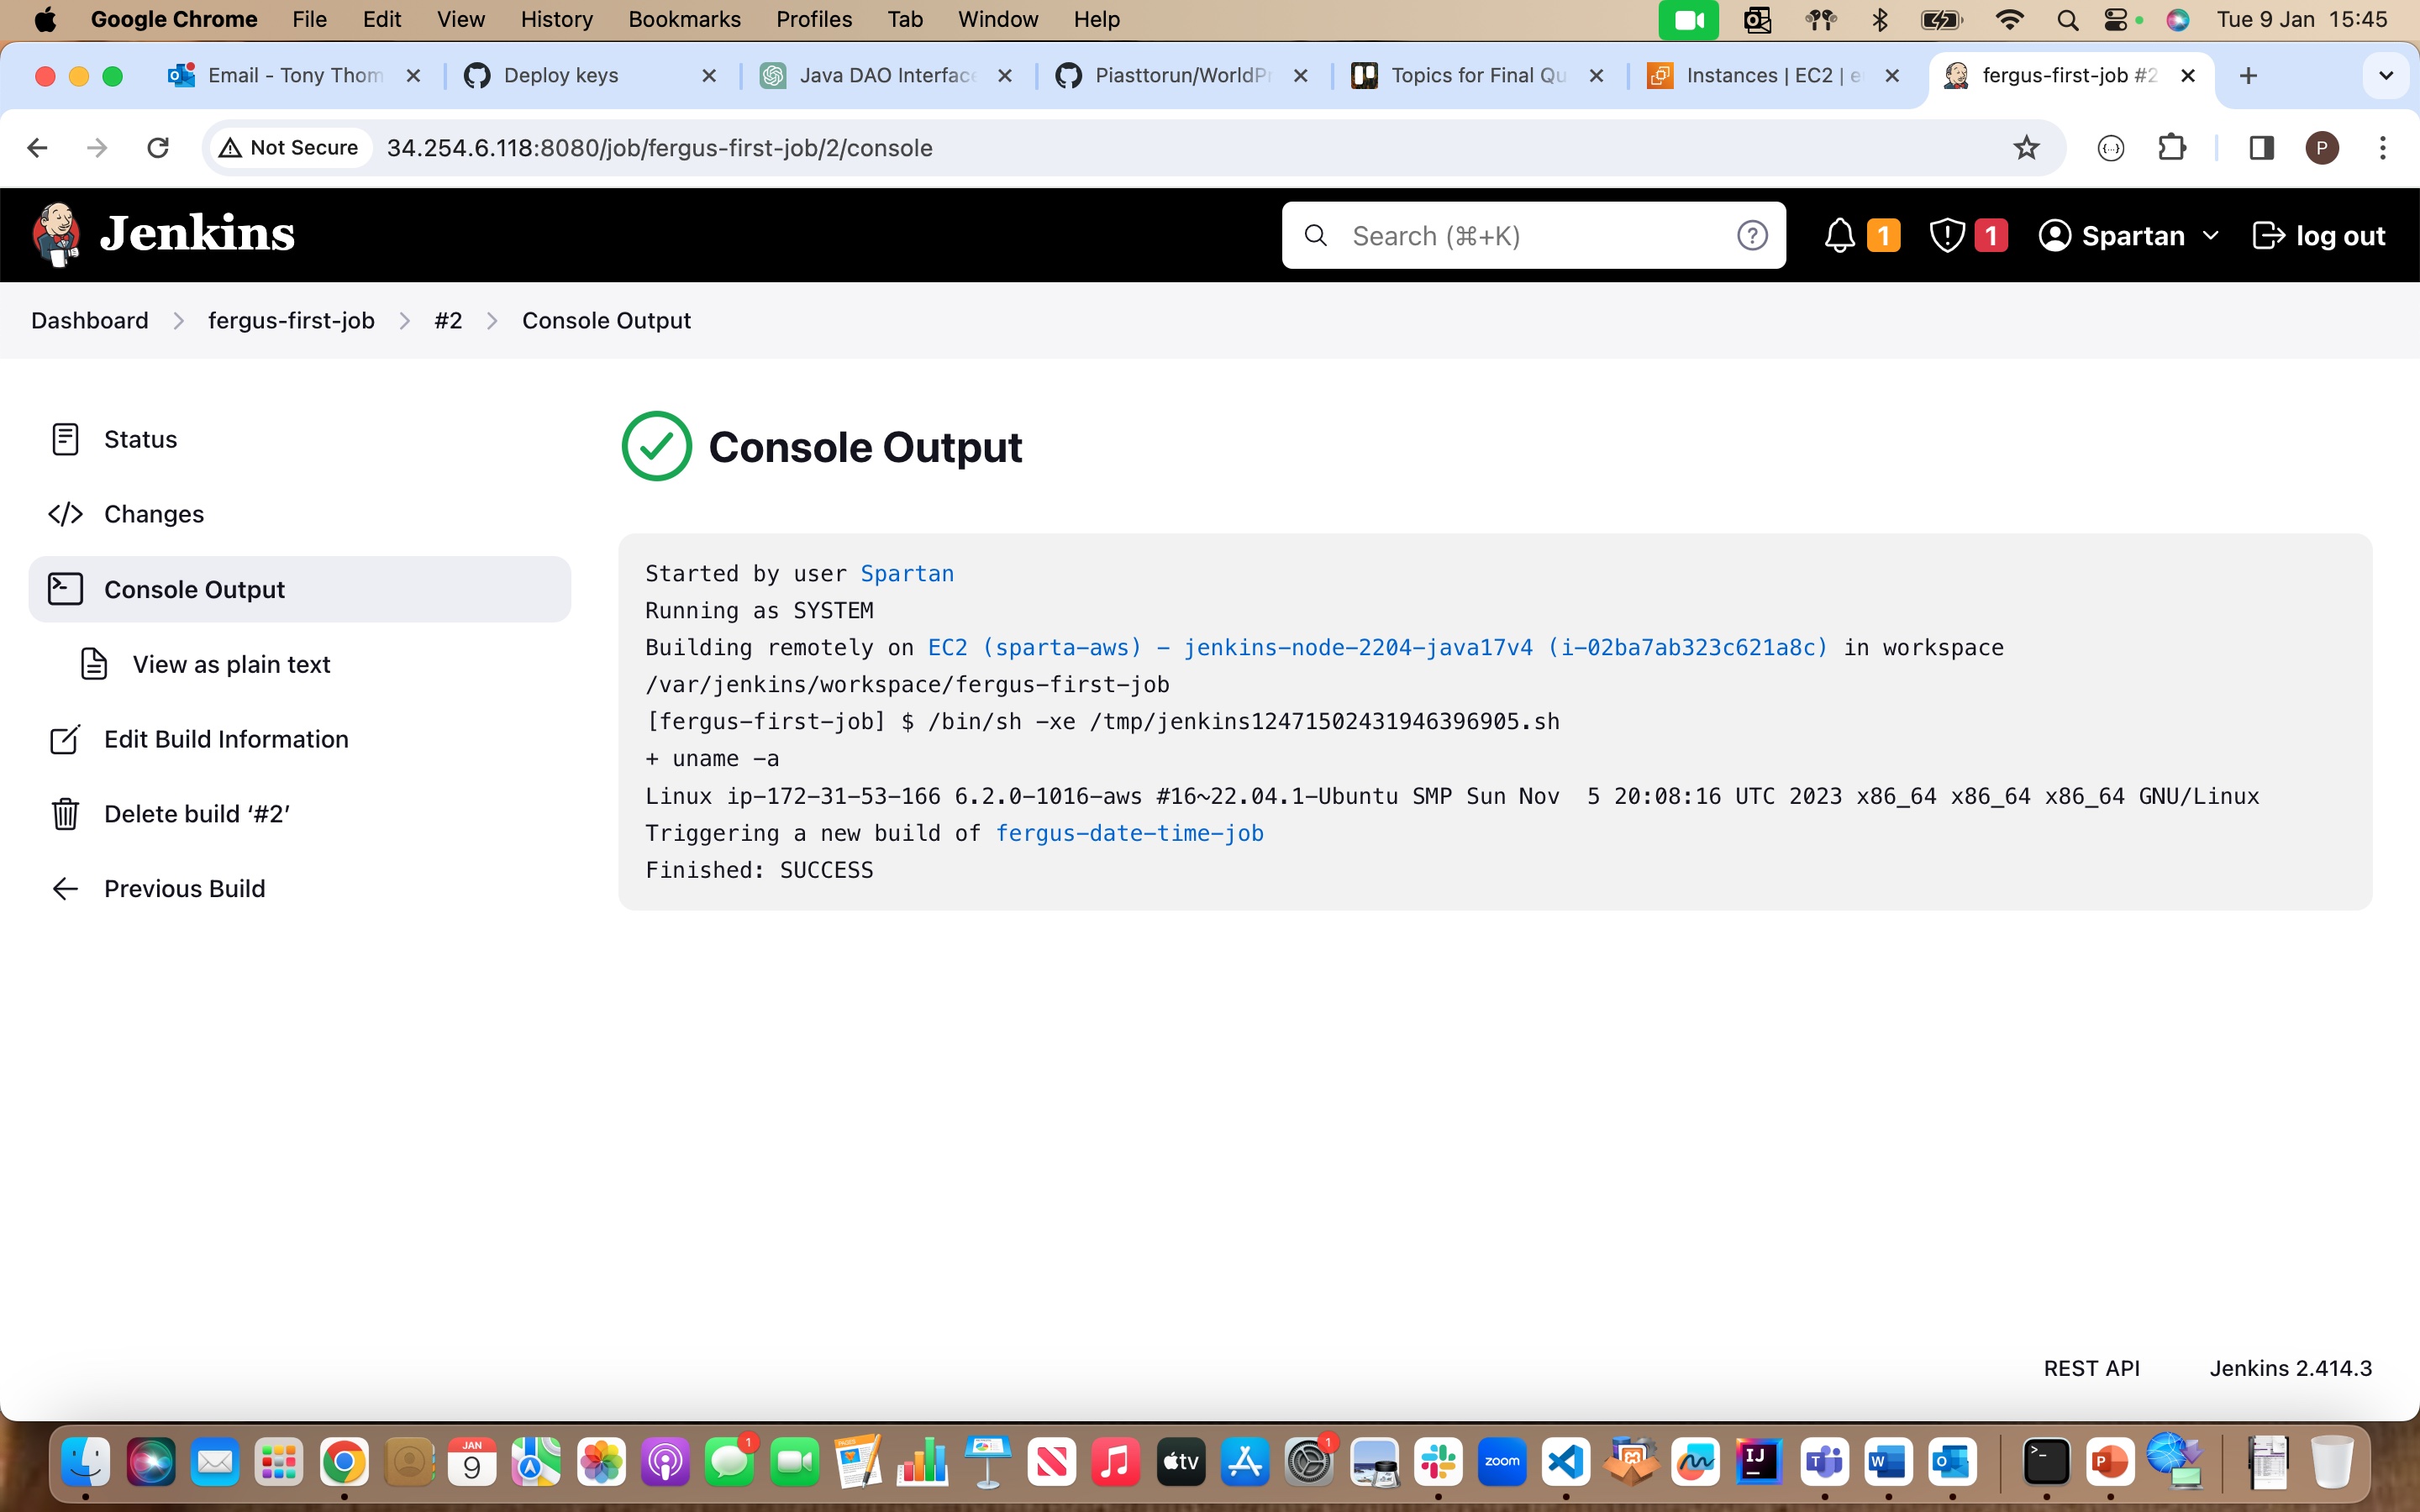 Google Chrome File Edit View History Bookmarks Profiles Tab Window Help Tue 9 Jan 15:45
Email - Tony Thom Deploy keys Java DAO Interface Piasttorun/WorldPr Topics for Final Qu Instances | EC2 | e fergus-first-job #2
Not Secure 34.254.6.118:8080/job/fergus-first-job/2/console P
Jenkins Search (⌘+K) 1 1 Spartan log out
Dashboard fergus-first-job #2 Console Output
Status
Changes
Console Output
View as plain text
Edit Build Information
Delete build ‘#2’
Previous Build
Console Output
Started by user Spartan
Running as SYSTEM
Building remotely on EC2 (sparta-aws) - jenkins-node-2204-java17v4 (i-02ba7ab323c621a8c) in workspace
/var/jenkins/workspace/fergus-first-job
[fergus-first-job] $ /bin/sh -xe /tmp/jenkins12471502431946396905.sh
+ uname -a
Linux ip-172-31-53-166 6.2.0-1016-aws #16~22.04.1-Ubuntu SMP Sun Nov  5 20:08:16 UTC 2023 x86_64 x86_64 x86_64 GNU/Linux
Triggering a new build of fergus-date-time-job
Finished: SUCCESS
REST API Jenkins 2.414.3
JAN 9 1 tv 1 zoom IJ T W O P